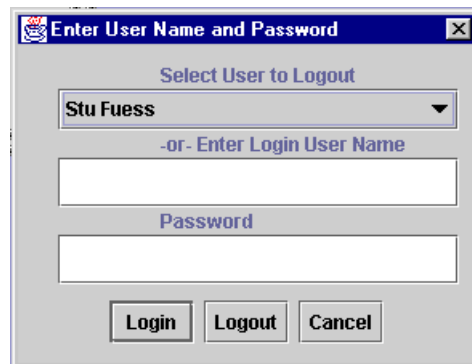 Enter User Name and Password
Select User to Logout
Stu Fuess
-or- Enter Login User Name
Password
Login Logout Cancel